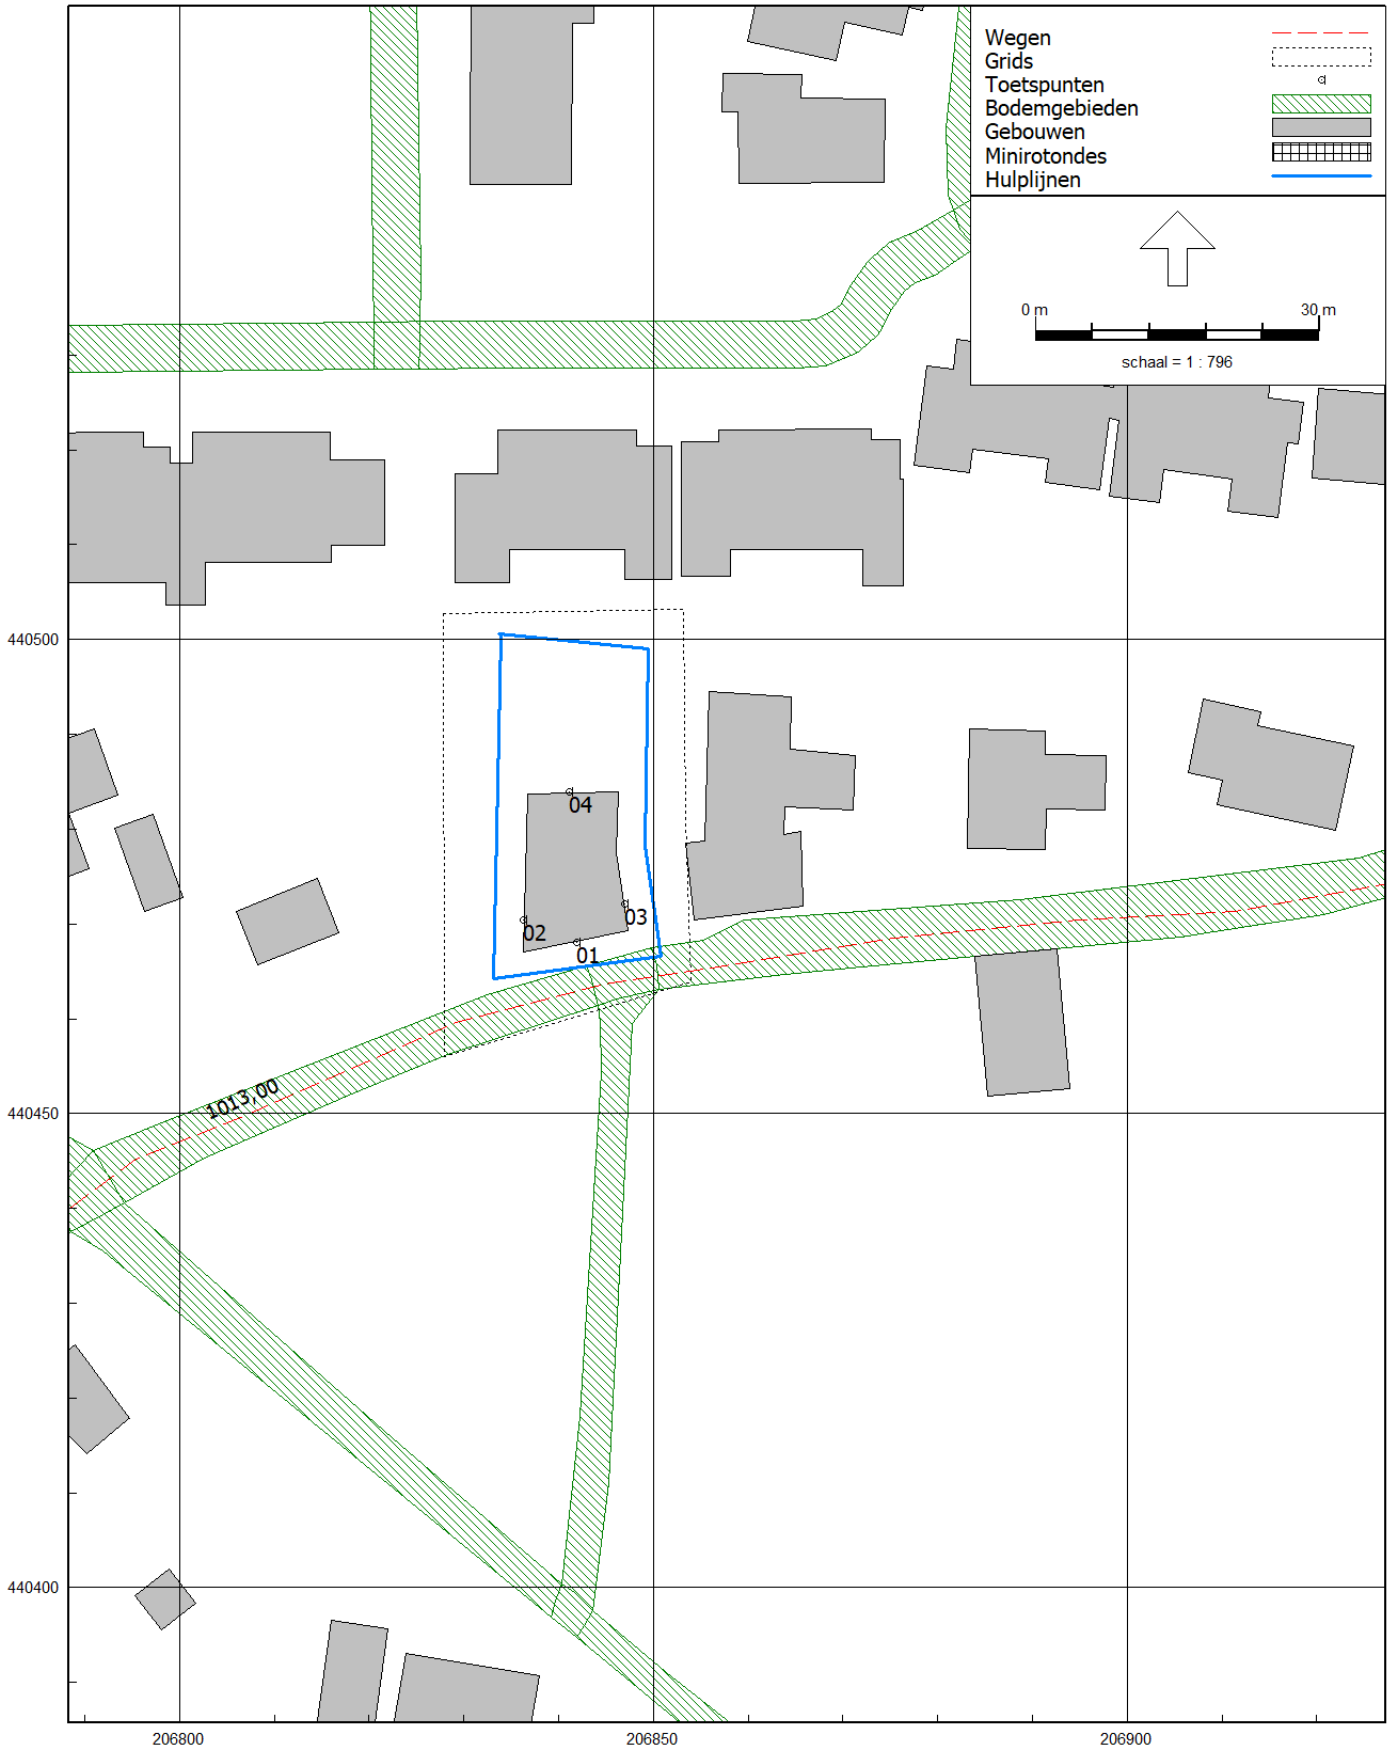 Wegen
Grids
Toetspunten
Bodemgebieden
Gebouwen
Minirotondes
Hulplijnen
0 m 30 m
schaal = 1 : 796
440500
04
03
02
01
1013,00
440450
440400
206800 206850 206900